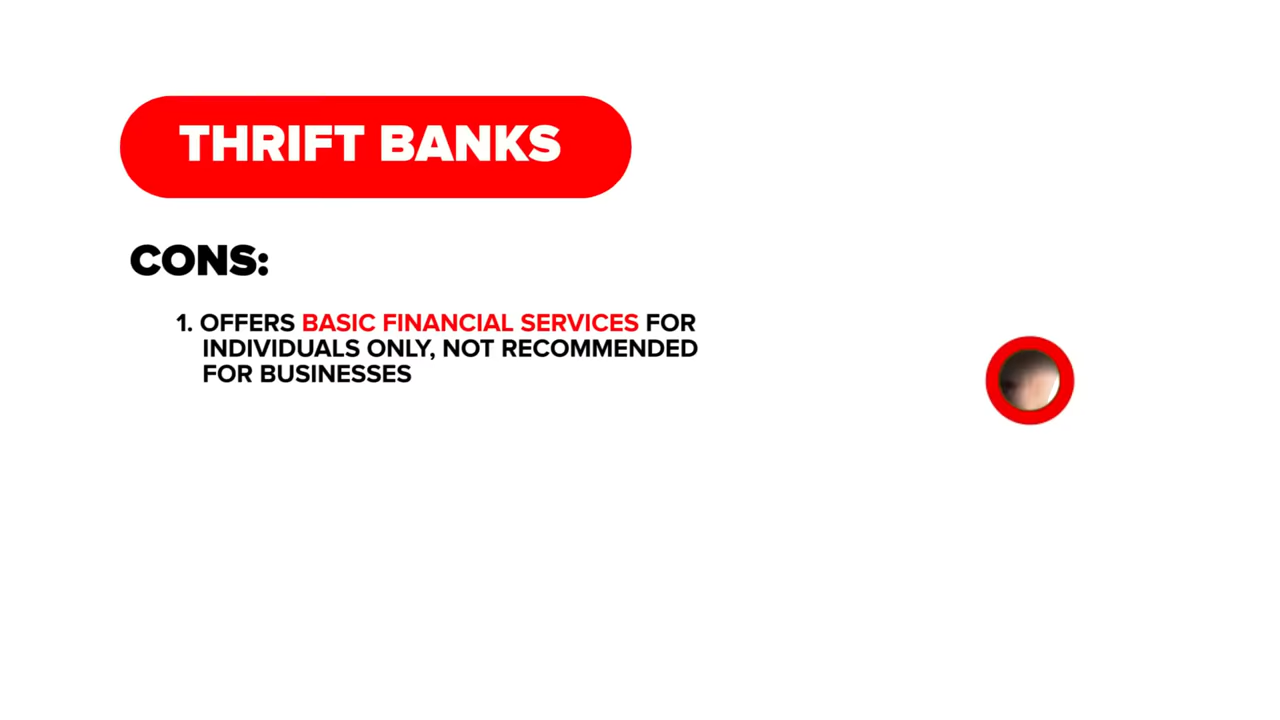 THRIFT BANKS
CONS:
1. OFFERS BASIC FINANCIAL SERVICES FOR
INDIVIDUALS ONLY, NOT RECOMMENDED
FOR BUSINESSES